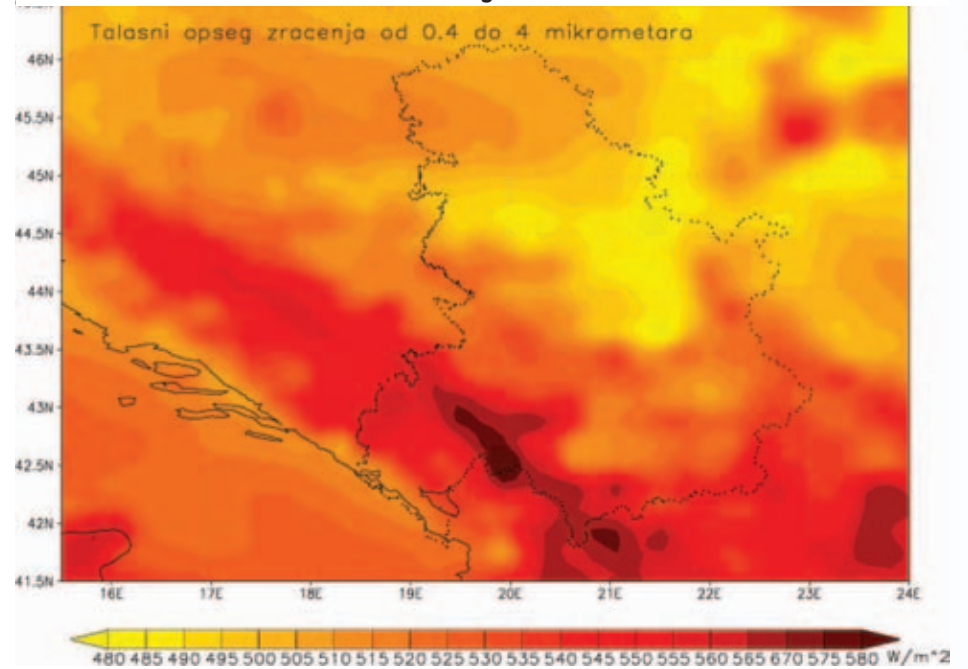 Talasni opseg zracenja od 0.4 do 4 mikrometara
46N
45.5N
45N
44.5N
44N
43.5N
43N
42.5N
42N
41.5N
16E 17E 18E 19E 20E 21E 22E 23E 24E
480 485 490 495 500 505 510 515 520 530 535 540 545 550 555 560 565 670 575 580 W/m^2